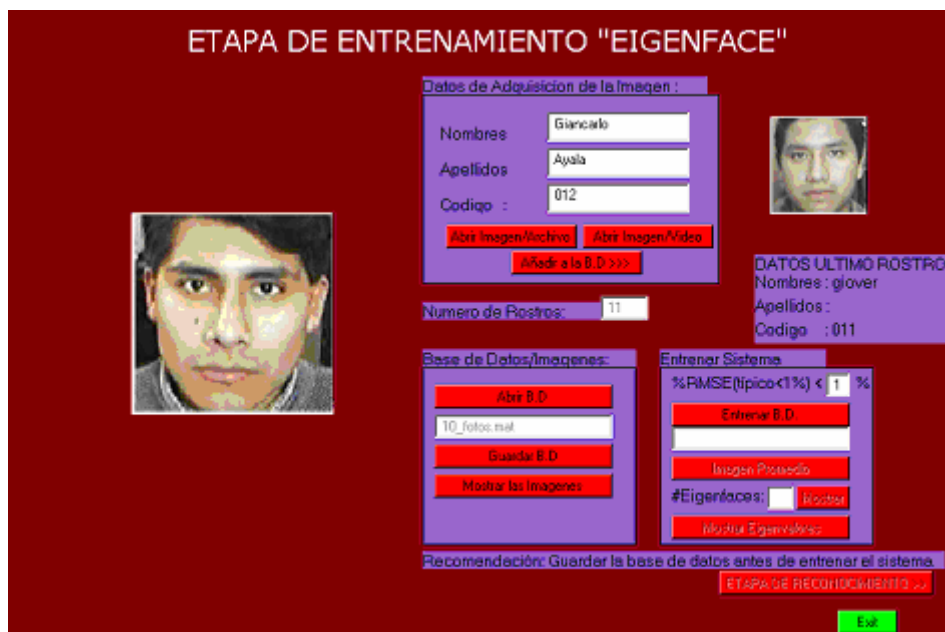 ETAPA DE ENTRENAMIENTO "EIGENFACE"
Datos de Adquisicion de la Imagen :
Nombres
Giancarlo
Apellidos
Ayala
Codigo :
012
Abrir Imagen/Archivo
Abrir Imagen/Video
Añadir a la B.D >>>
DATOS ULTIMO ROSTRO
Nombres : giover
Apellidos :
Codigo : 011
Numero de Rostros:
11
Base de Datos/Imagenes:
Abrir B.D
10_fotos.mat
Guardar B.D
Mostrar las Imagenes
Entrenar Sistema
%RMSE(típico<1%) < 1 %
Entrenar B.D.
Imagen Promedio
#Eigenfaces:
Mostrar
Mostrar Eigenvalores
Recomendación: Guardar la base de datos antes de entrenar el sistema.
ETAPA DE RECONOCIMIENTO >>
Exit